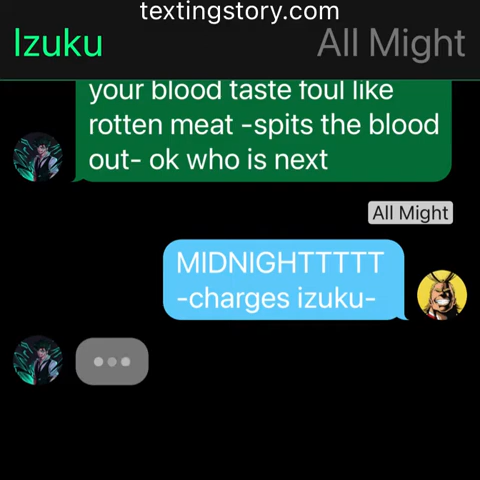 textingstory.com
Izuku
All Might
your blood taste foul like
rotten meat -spits the blood
out- ok who is next
All Might
MIDNIGHTTTTT
-charges izuku-